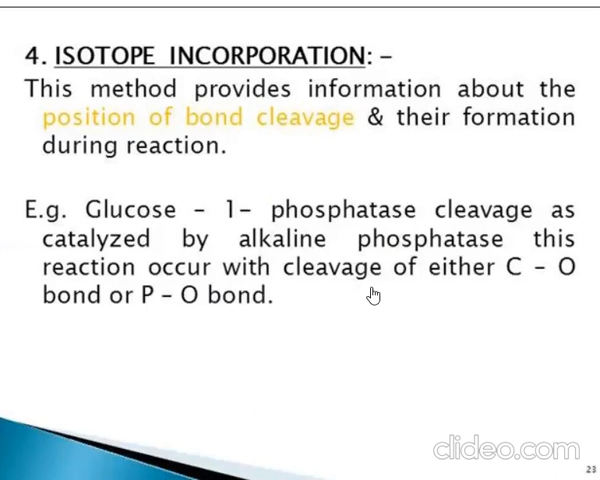 4. ISOTOPE INCORPORATION: –
This method provides information about the
position of bond cleavage & their formation
during reaction.
E.g. Glucose – 1– phosphatase cleavage as
catalyzed by alkaline phosphatase this
reaction occur with cleavage of either C – O
bond or P – O bond.
clideo.com
23